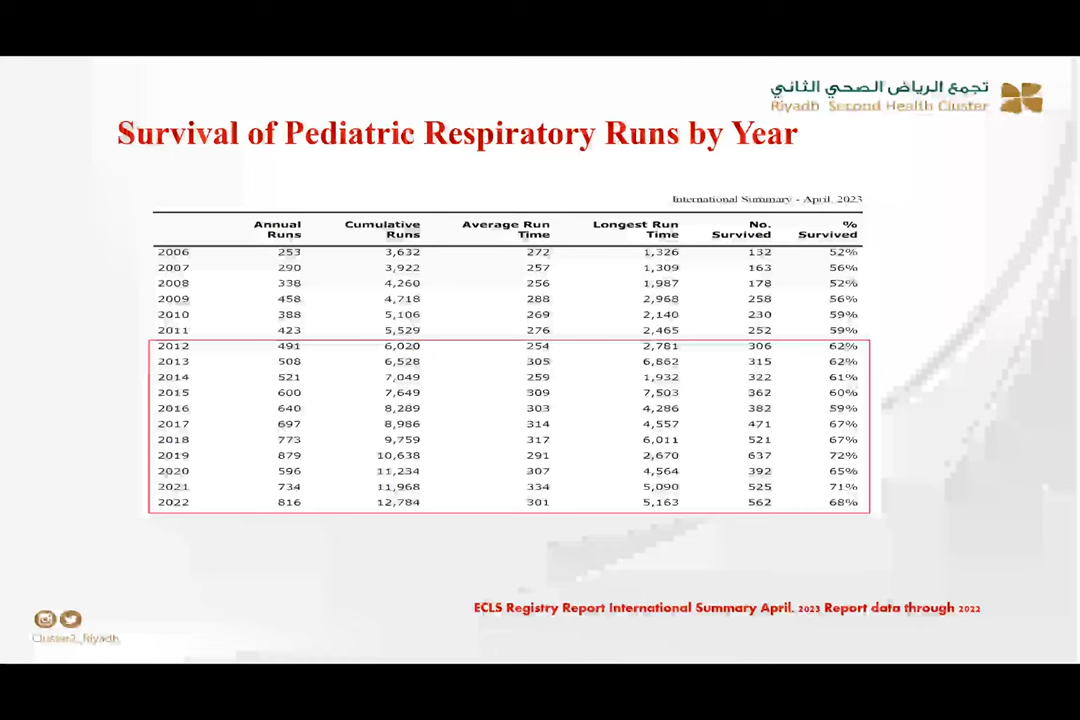 تجمع الرياض الصحي الثاني
Riyadh Second Health Cluster
Survival of Pediatric Respiratory Runs by Year
International Summary - April, 2023
Annual Runs Cumulative Runs Average Run Time Longest Run Time No. Survived % Survived
2006 253 3,632 272 1,326 132 52%
2007 290 3,922 257 1,309 163 56%
2008 338 4,260 256 1,987 178 52%
2009 458 4,718 288 2,968 258 56%
2010 388 5,106 269 2,140 230 59%
2011 423 5,529 276 2,465 252 59%
2012 491 6,020 254 2,781 306 62%
2013 508 6,528 305 6,862 315 62%
2014 521 7,049 259 1,932 322 61%
2015 600 7,649 309 7,503 362 60%
2016 640 8,289 303 4,286 382 59%
2017 697 8,986 314 4,557 471 67%
2018 773 9,759 317 6,011 521 67%
2019 879 10,638 291 2,670 637 72%
2020 596 11,234 307 4,564 392 65%
2021 734 11,968 334 5,090 525 71%
2022 816 12,784 301 5,163 562 68%
ECLS Registry Report International Summary April. 2023 Report data through 2022
Cluster2_Riyadh